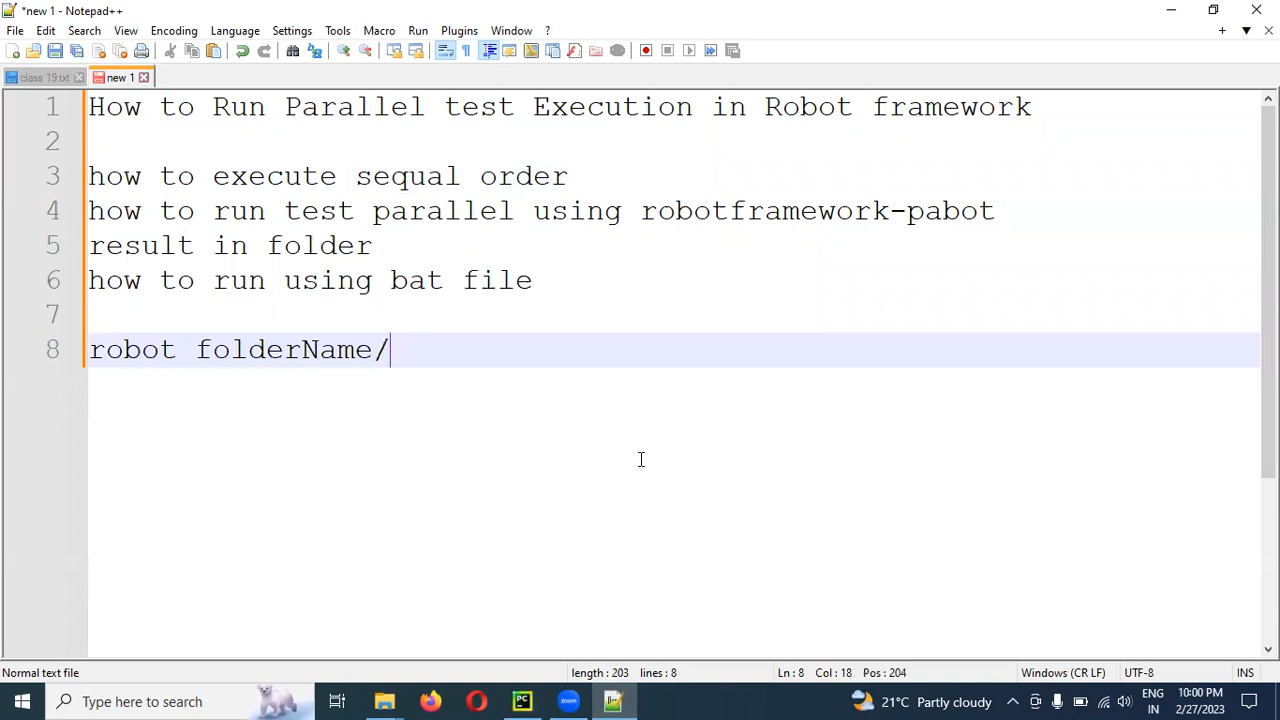 *new 1 - Notepad++
File Edit Search View Encoding Language Settings Tools Macro Run Plugins Window ?
class 19.txt new 1
1 How to Run Parallel test Execution in Robot framework
2
3 how to execute sequal order
4 how to run test parallel using robotframework-pabot
5 result in folder
6 how to run using bat file
7
8 robot folderName/
Normal text file length : 203 lines : 8 Ln : 8 Col : 18 Pos : 204 Windows (CR LF) UTF-8 INS
Type here to search PC zoom 21°C Partly cloudy ENG IN 10:00 PM 2/27/2023